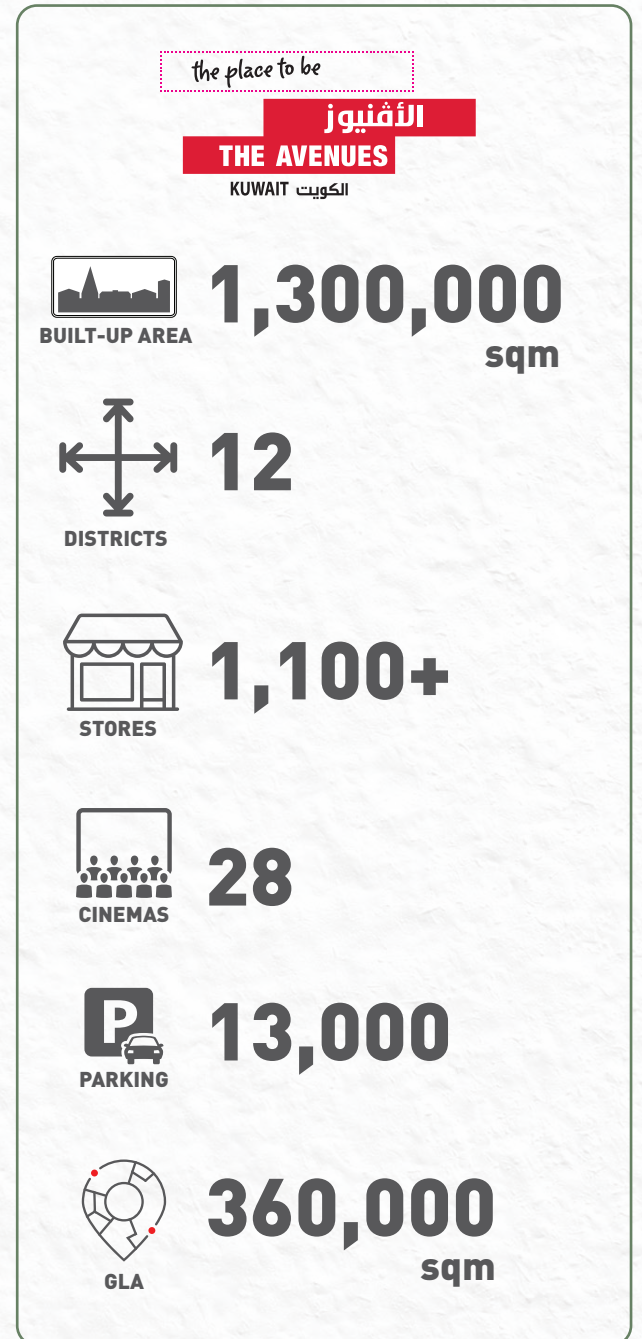 the place to be
الأڤنيوز
THE AVENUES
KUWAIT الكويت
1,300,000
BUILT-UP AREA
sqm
12
DISTRICTS
1,100+
STORES
28
CINEMAS
P
13,000
PARKING
360,000
sqm
GLA